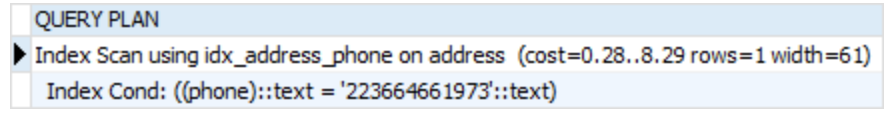 QUERY PLAN
Index Scan using idx_address_phone on address (cost=0.28..8.29 rows=1 width=61)
Index Cond: ((phone)::text = '223664661973'::text)